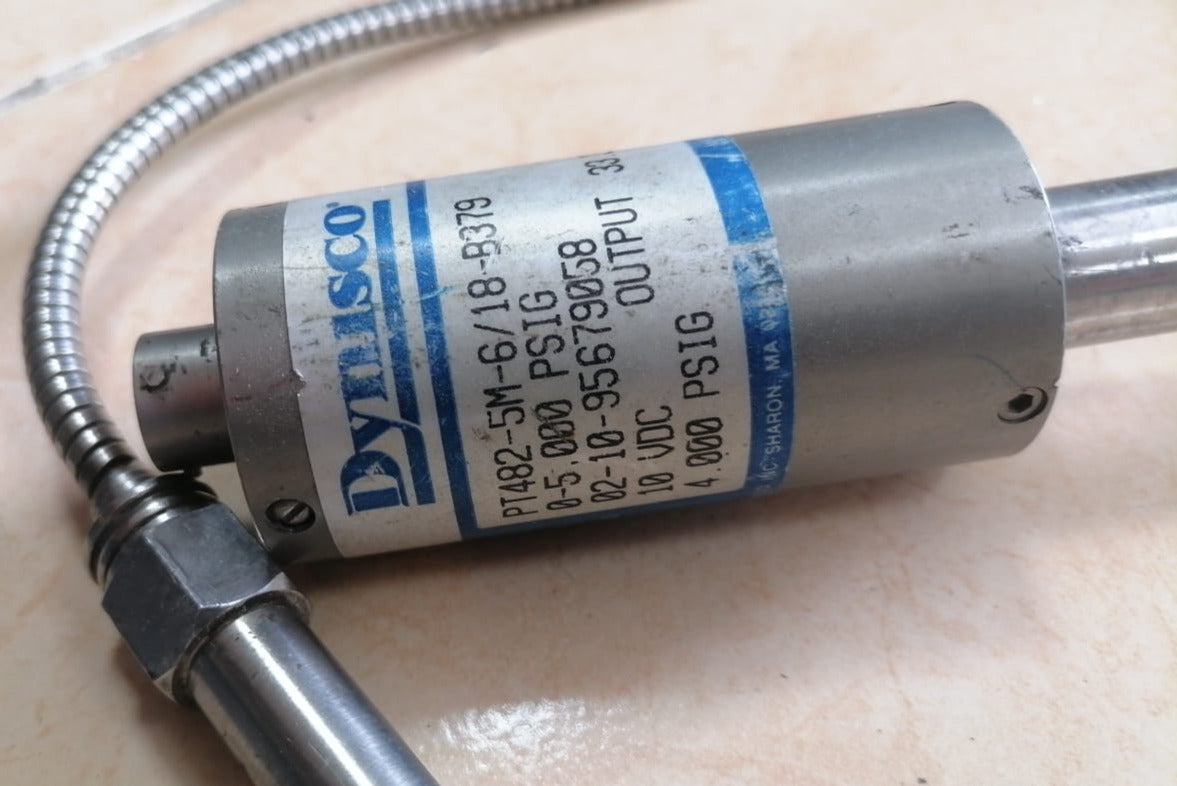 Dynisco
PT482-5M-6/18-B379
0-5.000 PSIG
02-10-95679058
10 VDC OUTPUT 33
4.000 PSIG
SHARON, MA